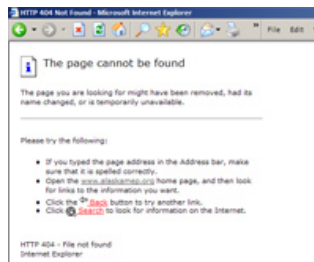 HTTP 404 Not Found - Microsoft Internet Explorer
File Edit
The page cannot be found
The page you are looking for might have been removed, had its
name changed, or is temporarily unavailable.
Please try the following:
If you typed the page address in the Address bar, make
sure that it is spelled correctly.
Open the www.alaskamep.org home page, and then look
for links to the information you want.
Click the Back button to try another link.
Click Search to look for information on the Internet.
HTTP 404 - File not found
Internet Explorer